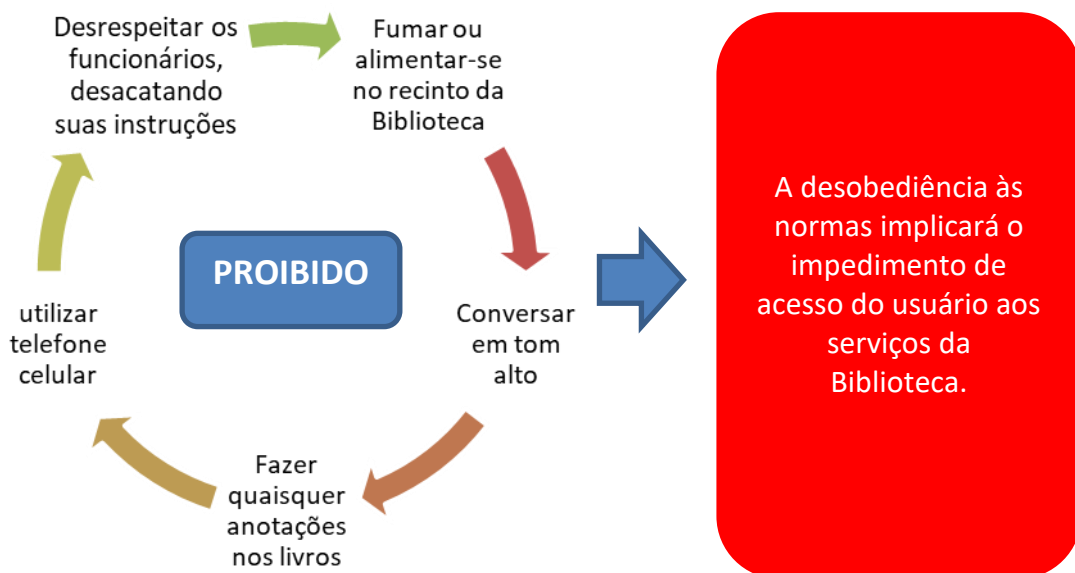 Desrespeitar os
funcionários,
desacatando
suas instruções
Fumar ou
alimentar-se
no recinto da
Biblioteca
PROIBIDO
utilizar
telefone
celular
Conversar
em tom
alto
Fazer
quaisquer
anotações
nos livros
A desobediência às
normas implicará o
impedimento de
acesso do usuário aos
serviços da
Biblioteca.